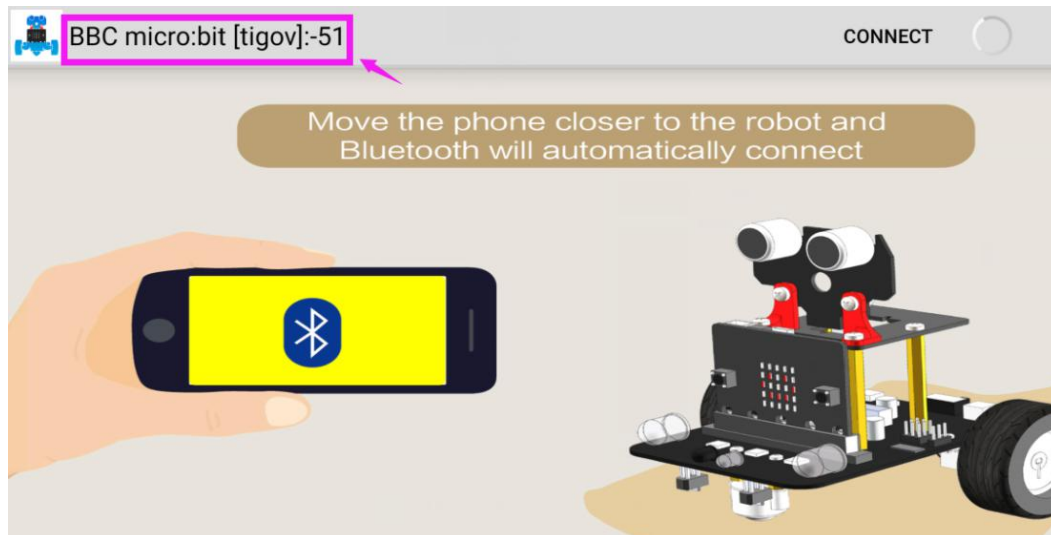 BBC micro:bit [tigov]:-51
CONNECT
Move the phone closer to the robot and
Bluetooth will automatically connect